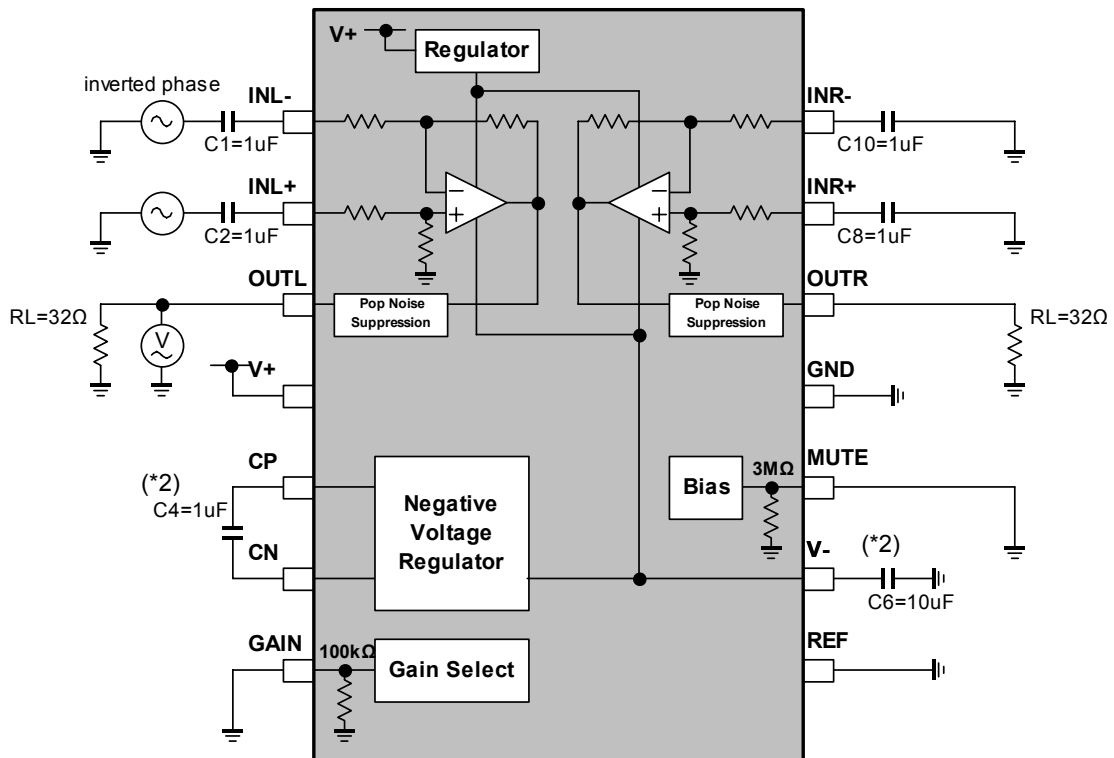 V+
Regulator
inverted phase
INL-
INR-
C1=1uF
C10=1uF
INL+
INR+
C2=1uF
C8=1uF
−
+
−
+
OUTL
OUTR
Pop Noise
Suppression
Pop Noise
Suppression
RL=32Ω
V
RL=32Ω
V+
GND
CP
MUTE
(*2)
C4=1uF
Negative
Voltage
Regulator
Bias
3MΩ
CN
V-
(*2)
C6=10uF
GAIN
REF
100kΩ
Gain Select